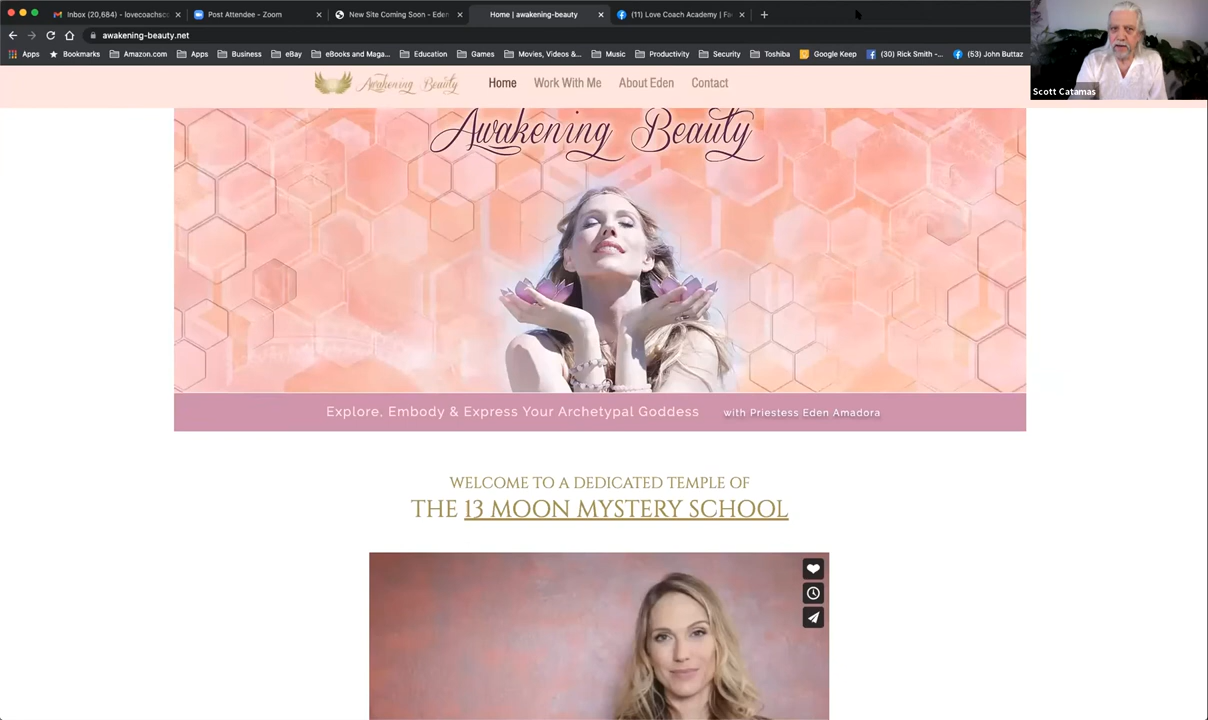 Inbox (20,684) - lovecoachsc
Post Attendee - Zoom
New Site Coming Soon - Eden
Home | awakening-beauty
(11) Love Coach Academy | Fa
awakening-beauty.net
Apps
Bookmarks
Amazon.com
Apps
Business
eBay
eBooks and Maga...
Education
Games
Movies, Videos &...
Music
Productivity
Security
Toshiba
Google Keep
(30) Rick Smith -...
(53) John Buttaz
Scott Catamas
Awakening Beauty
Home
Work With Me
About Eden
Contact
Awakening Beauty
Explore, Embody & Express Your Archetypal Goddess with Priestess Eden Amadora
WELCOME TO A DEDICATED TEMPLE OF
THE 13 MOON MYSTERY SCHOOL